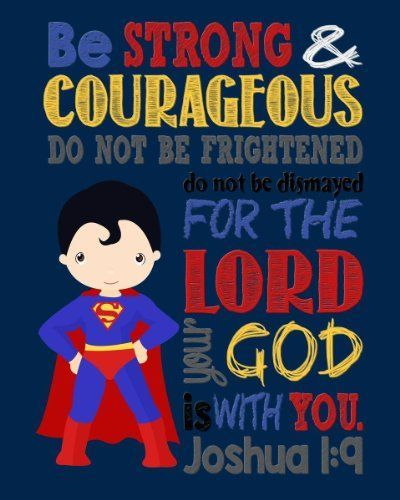 Be STRONG &
COURAGEOUS
DO NOT BE FRIGHTENED
do not be dismayed
FOR THE
LORD
your GOD
is WITH YOU.
Joshua 1:9
S